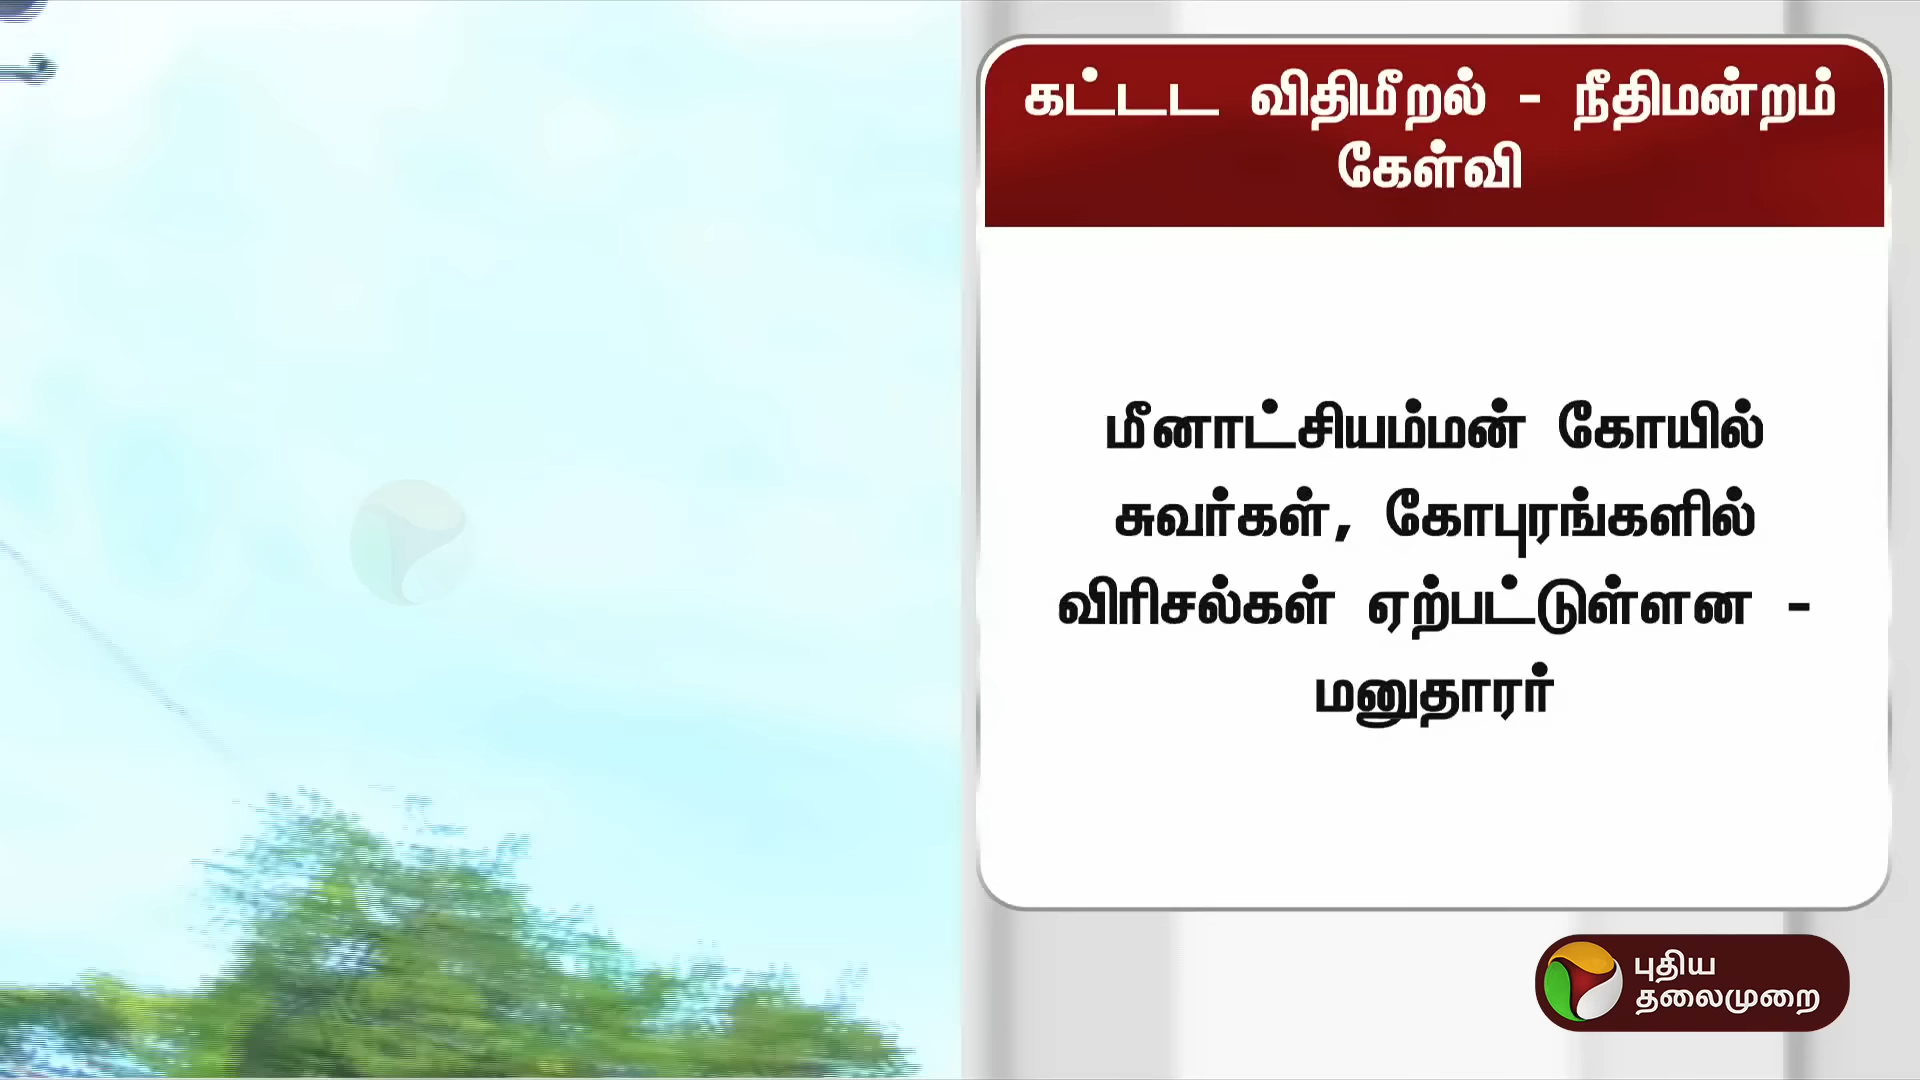 கட்டட விதிமீறல் - நீதிமன்றம்
கேள்வி
மீனாட்சியம்மன் கோயில்
சுவர்கள், கோபுரங்களில்
விரிசல்கள் ஏற்பட்டுள்ளன -
மனுதாரர்
புதிய
தலைமுறை